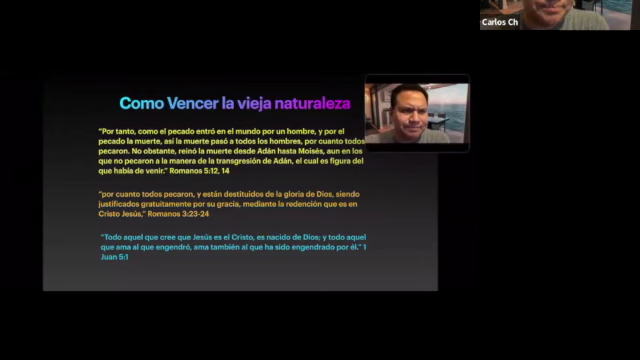 Carlos Ch
Como Vencer la vieja naturaleza
"Por tanto, como el pecado entró en el mundo por un hombre, y por el
pecado la muerte, así la muerte pasó a todos los hombres, por cuanto todos
pecaron. No obstante, reinó la muerte desde Adán hasta Moisés, aun en los
que no pecaron a la manera de la transgresión de Adán, el cual es figura del
que había de venir." Romanos 5:12, 14
"por cuanto todos pecaron, y están destituidos de la gloria de Dios, siendo
justificados gratuitamente por su gracia, mediante la redención que es en
Cristo Jesús," Romanos 3:23-24
"Todo aquel que cree que Jesús es el Cristo, es nacido de Dios; y todo aquel
que ama al que engendró, ama también al que ha sido engendrado por él." 1
Juan 5:1